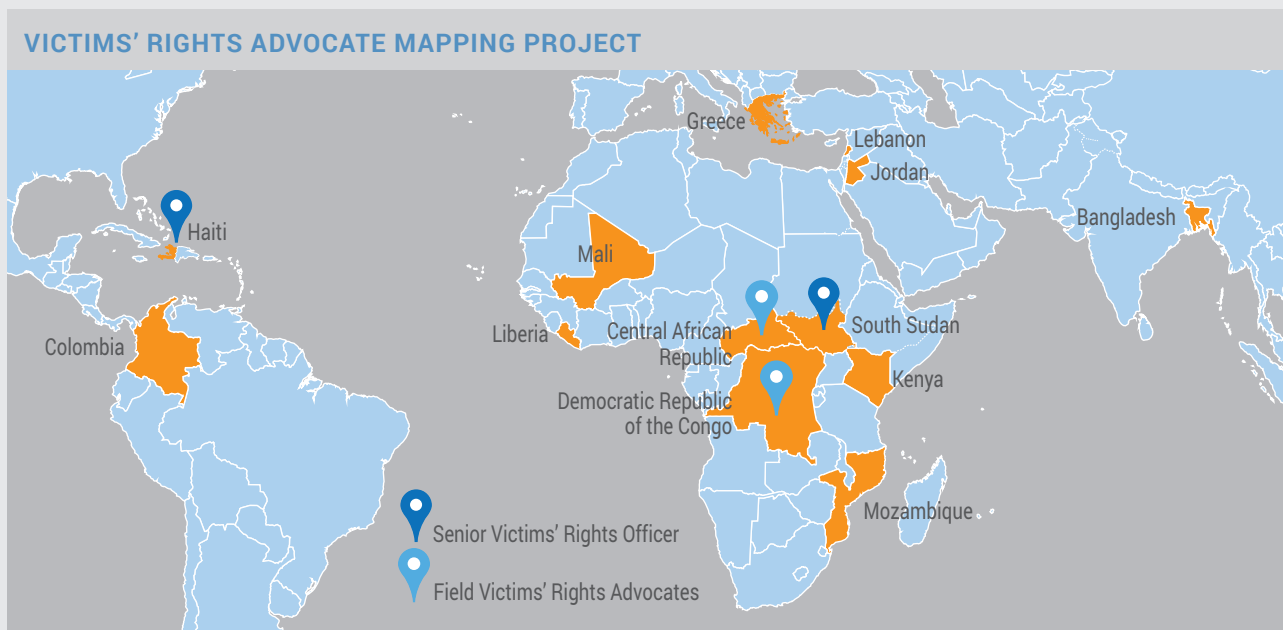 VICTIMS’ RIGHTS ADVOCATE MAPPING PROJECT
Greece
Lebanon
Jordan
Bangladesh
Haiti
Mali
Liberia
Central African
Republic
South Sudan
Colombia
Kenya
Democratic Republic
of the Congo
Mozambique
Senior Victims’ Rights Officer
Field Victims’ Rights Advocates